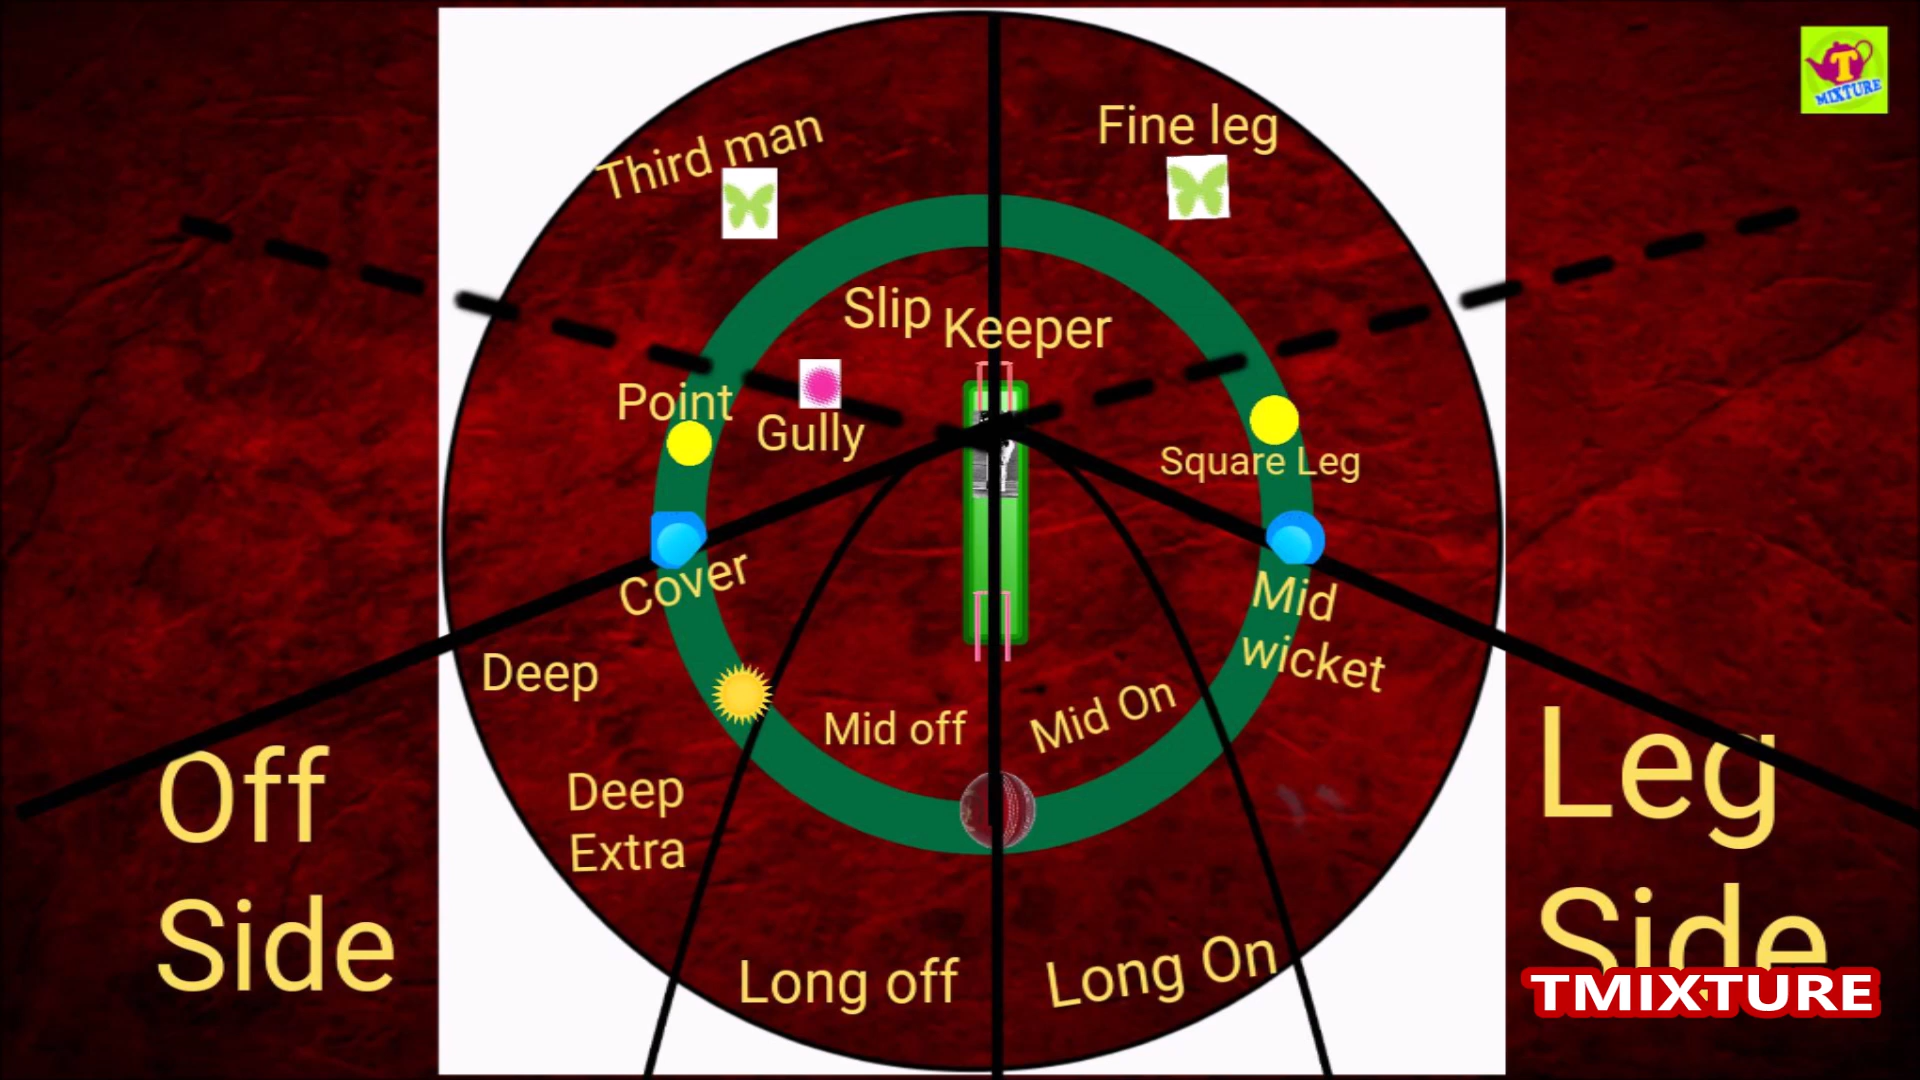 T
MIXTURE
Third man
Fine leg
Slip
Keeper
Point
Gully
Square Leg
Cover
Mid
wicket
Deep
Mid off
Mid On
Deep
Extra
Off
Side
Leg
Side
Long off
Long On
TMIXTURE